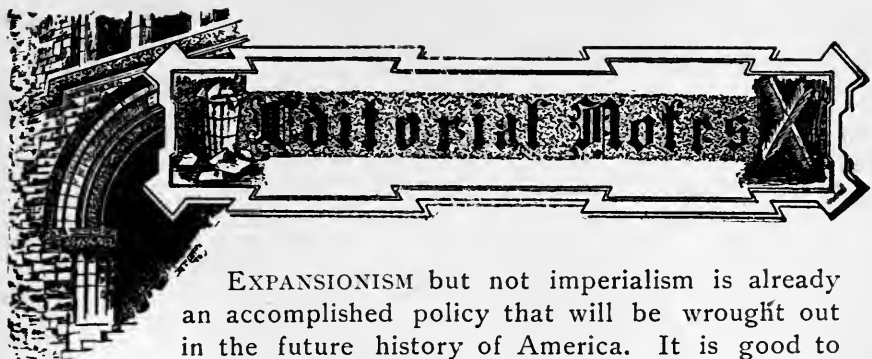 Editorial Notes
EXPANSIONISM but not imperialism is already
an accomplished policy that will be wrought out
in the future history of America. It is good to